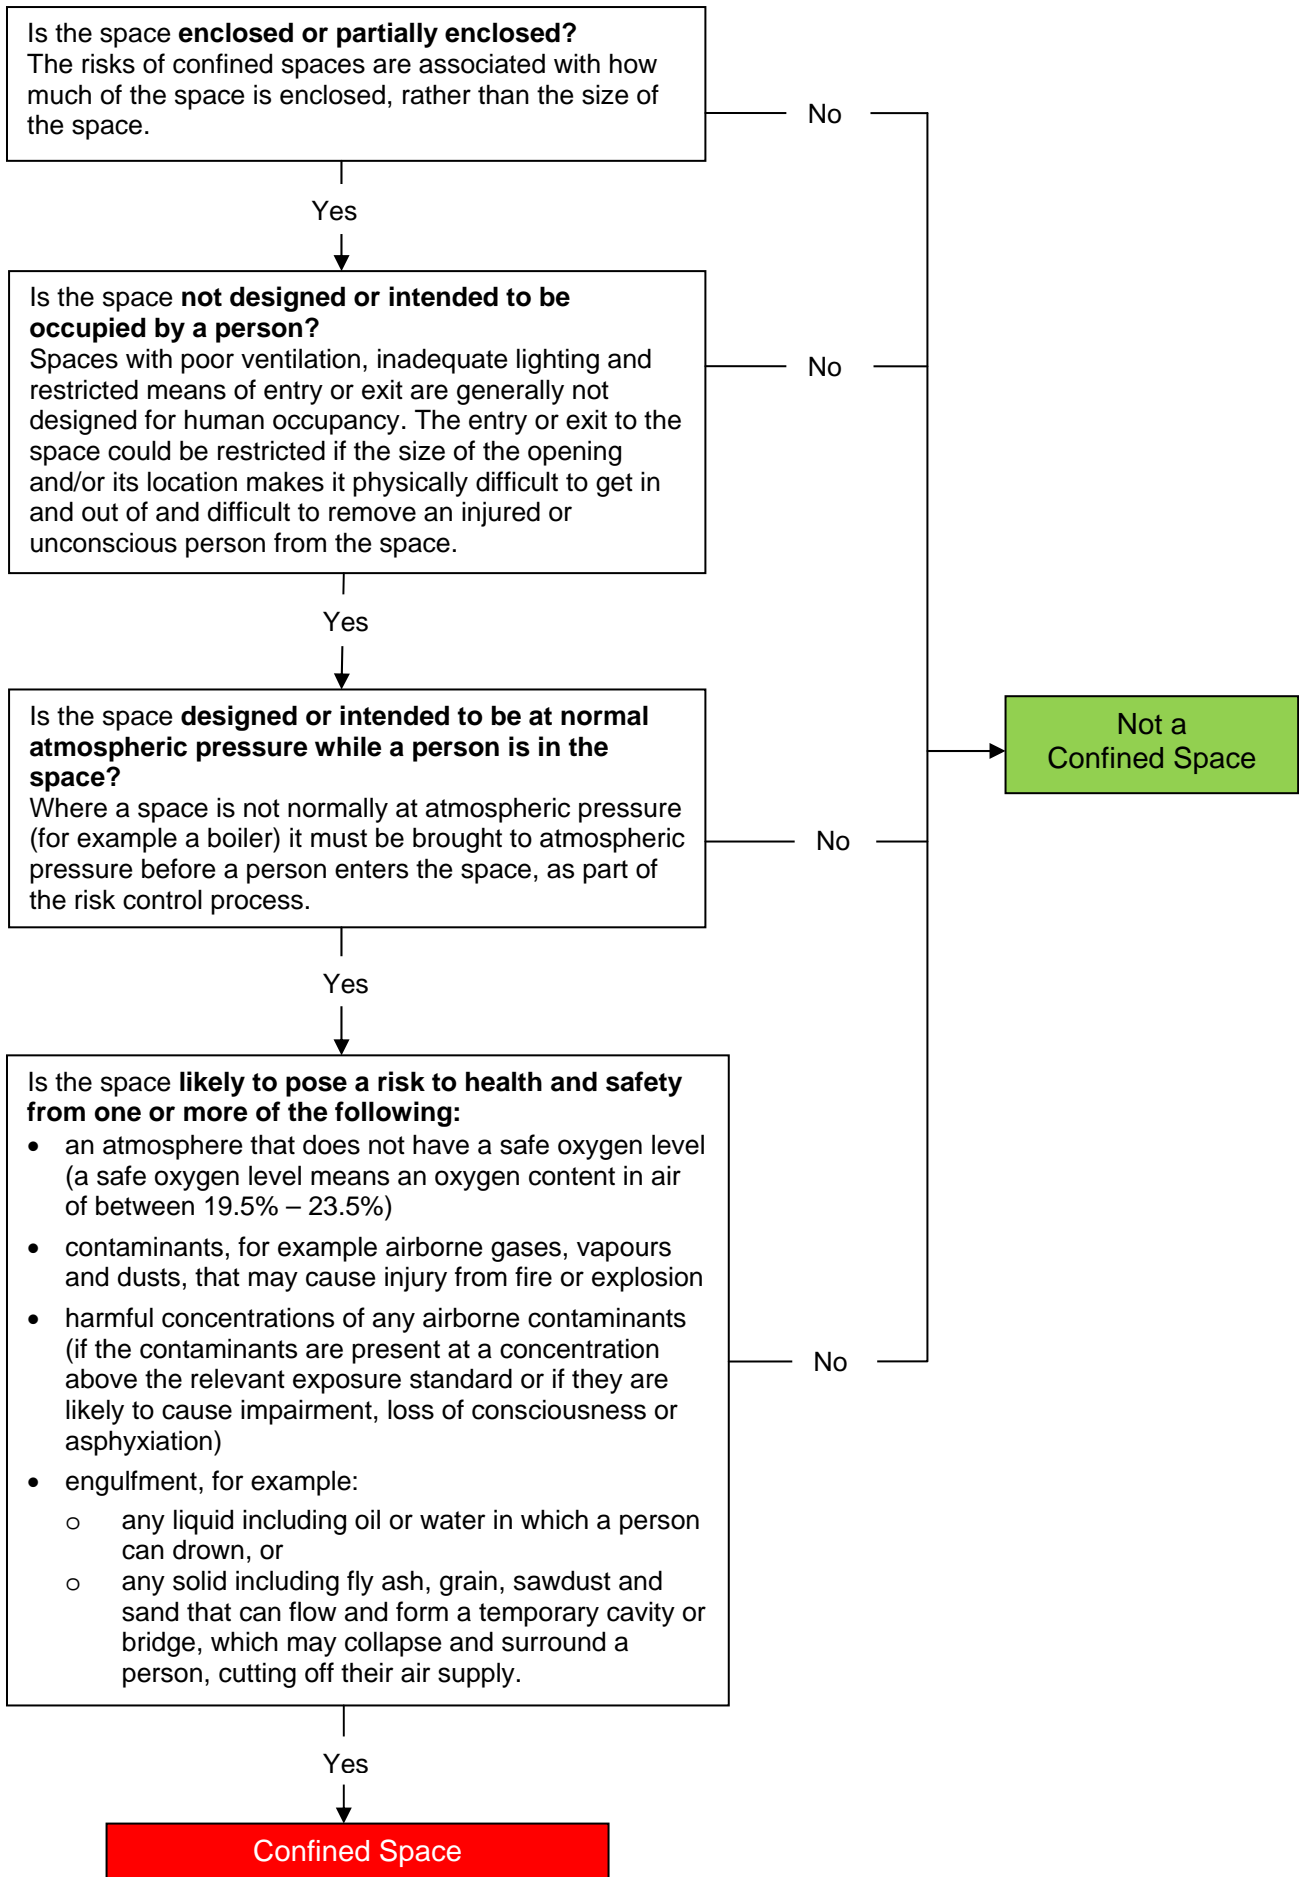 Is the space enclosed or partially enclosed?
The risks of confined spaces are associated with how
much of the space is enclosed, rather than the size of
the space.
No
Yes
Is the space not designed or intended to be
occupied by a person?
Spaces with poor ventilation, inadequate lighting and
restricted means of entry or exit are generally not
designed for human occupancy. The entry or exit to the
space could be restricted if the size of the opening
and/or its location makes it physically difficult to get in
and out of and difficult to remove an injured or
unconscious person from the space.
No
Yes
Is the space designed or intended to be at normal
atmospheric pressure while a person is in the
space?
Where a space is not normally at atmospheric pressure
(for example a boiler) it must be brought to atmospheric
pressure before a person enters the space, as part of
the risk control process.
No
Not a
Confined Space
Yes
Is the space likely to pose a risk to health and safety
from one or more of the following:
• an atmosphere that does not have a safe oxygen level
(a safe oxygen level means an oxygen content in air
of between 19.5% – 23.5%)
• contaminants, for example airborne gases, vapours
and dusts, that may cause injury from fire or explosion
• harmful concentrations of any airborne contaminants
(if the contaminants are present at a concentration
above the relevant exposure standard or if they are
likely to cause impairment, loss of consciousness or
asphyxiation)
• engulfment, for example:
o any liquid including oil or water in which a person
can drown, or
o any solid including fly ash, grain, sawdust and
sand that can flow and form a temporary cavity or
bridge, which may collapse and surround a
person, cutting off their air supply.
No
Yes
Confined Space